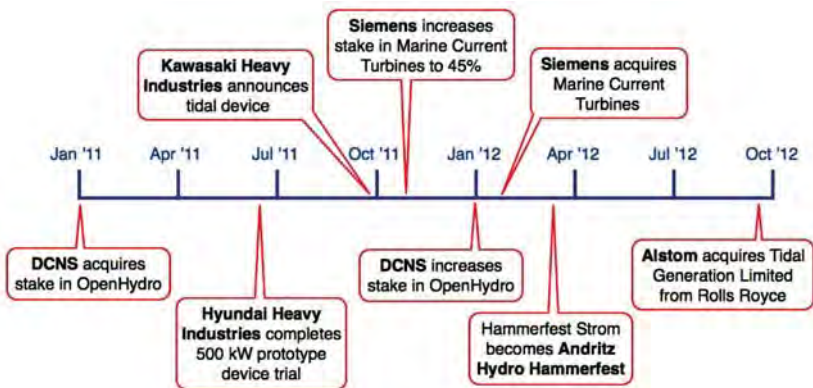 Siemens increases
stake in Marine Current
Turbines to 45%
Kawasaki Heavy
Industries announces
tidal device
Siemens acquires
Marine Current
Turbines
Jan '11
Apr '11
Jul '11
Oct '11
Jan '12
Apr '12
Jul '12
Oct '12
DCNS acquires
stake in OpenHydro
Hyundai Heavy
Industries completes
500 kW prototype
device trial
DCNS increases
stake in OpenHydro
Hammerfest Strom
becomes Andritz
Hydro Hammerfest
Alstom acquires Tidal
Generation Limited
from Rolls Royce